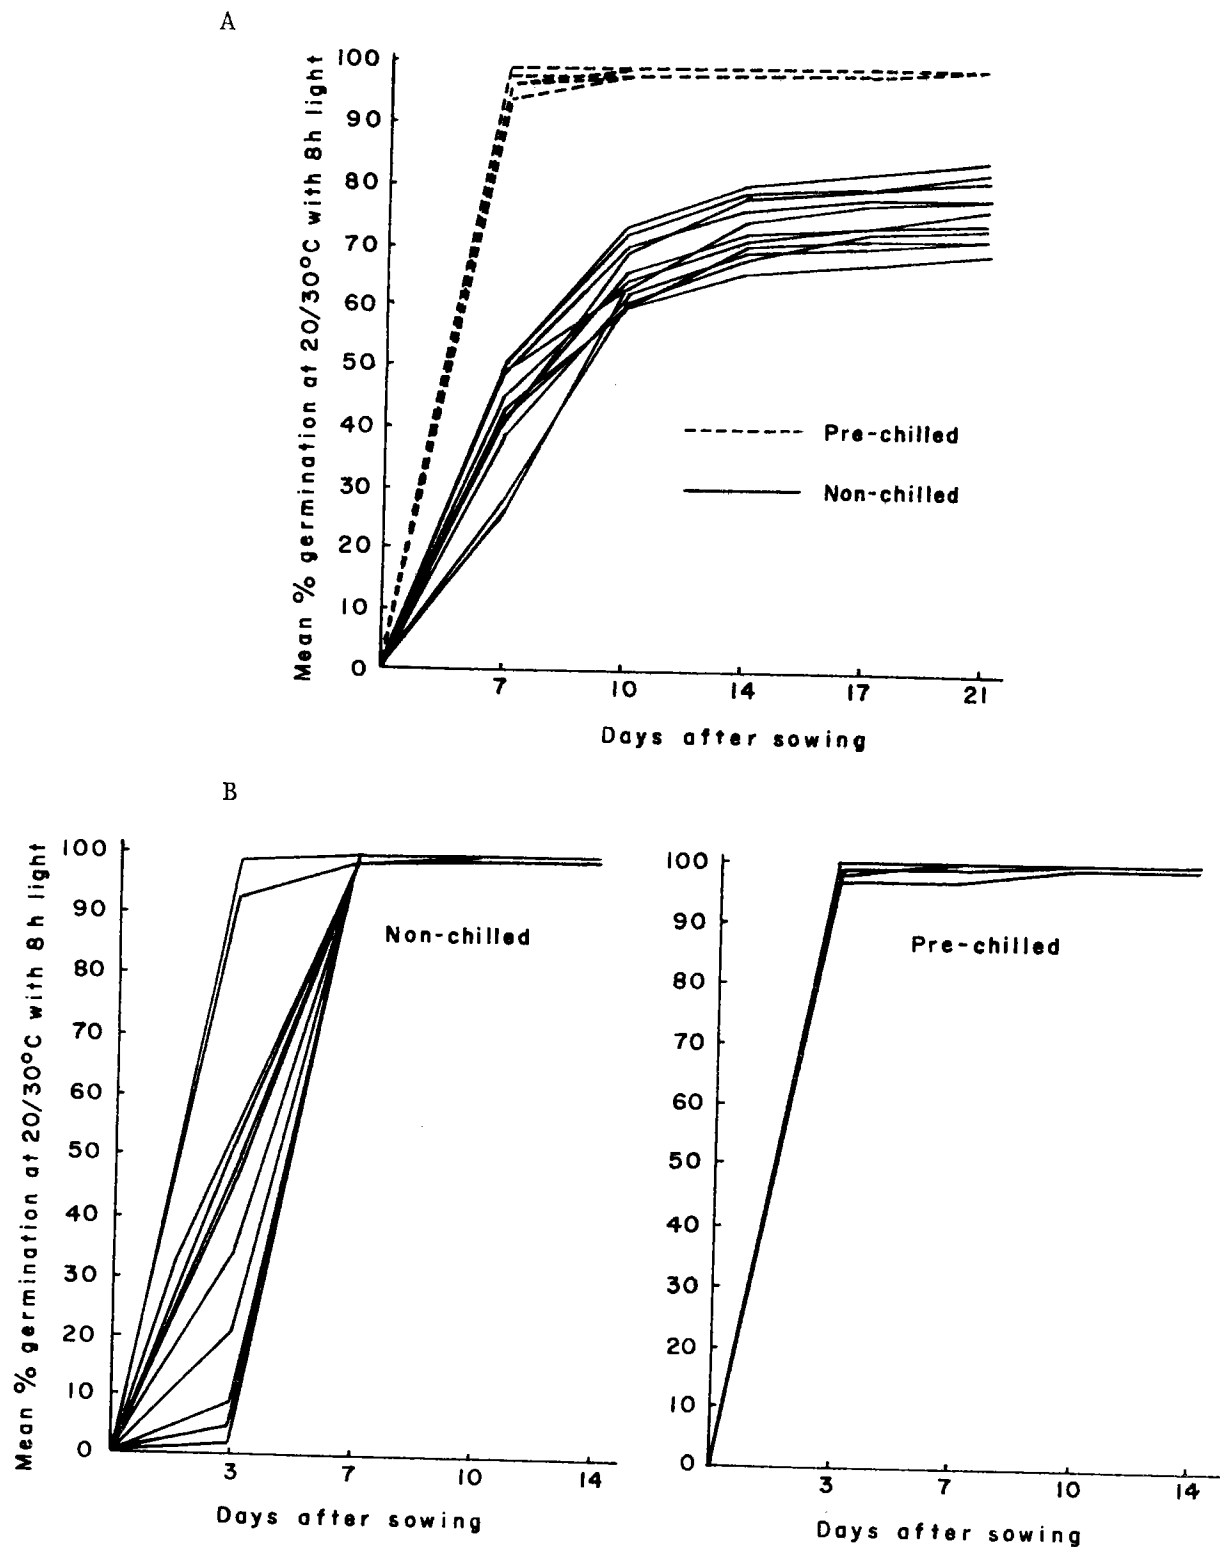 A
Mean % germination at 20/30°C with 8h light
100
90
80
70
60
50
40
30
20
10
0
Pre-chilled
Non-chilled
7 10 14 17 21
Days after sowing
B
Mean % germination at 20/30°C with 8h light
100
90
80
70
60
50
40
30
20
10
0
Non-chilled
3 7 10 14
Days after sowing
100
90
80
70
60
50
40
30
20
10
0
Pre-chilled
3 7 10 14
Days after sowing